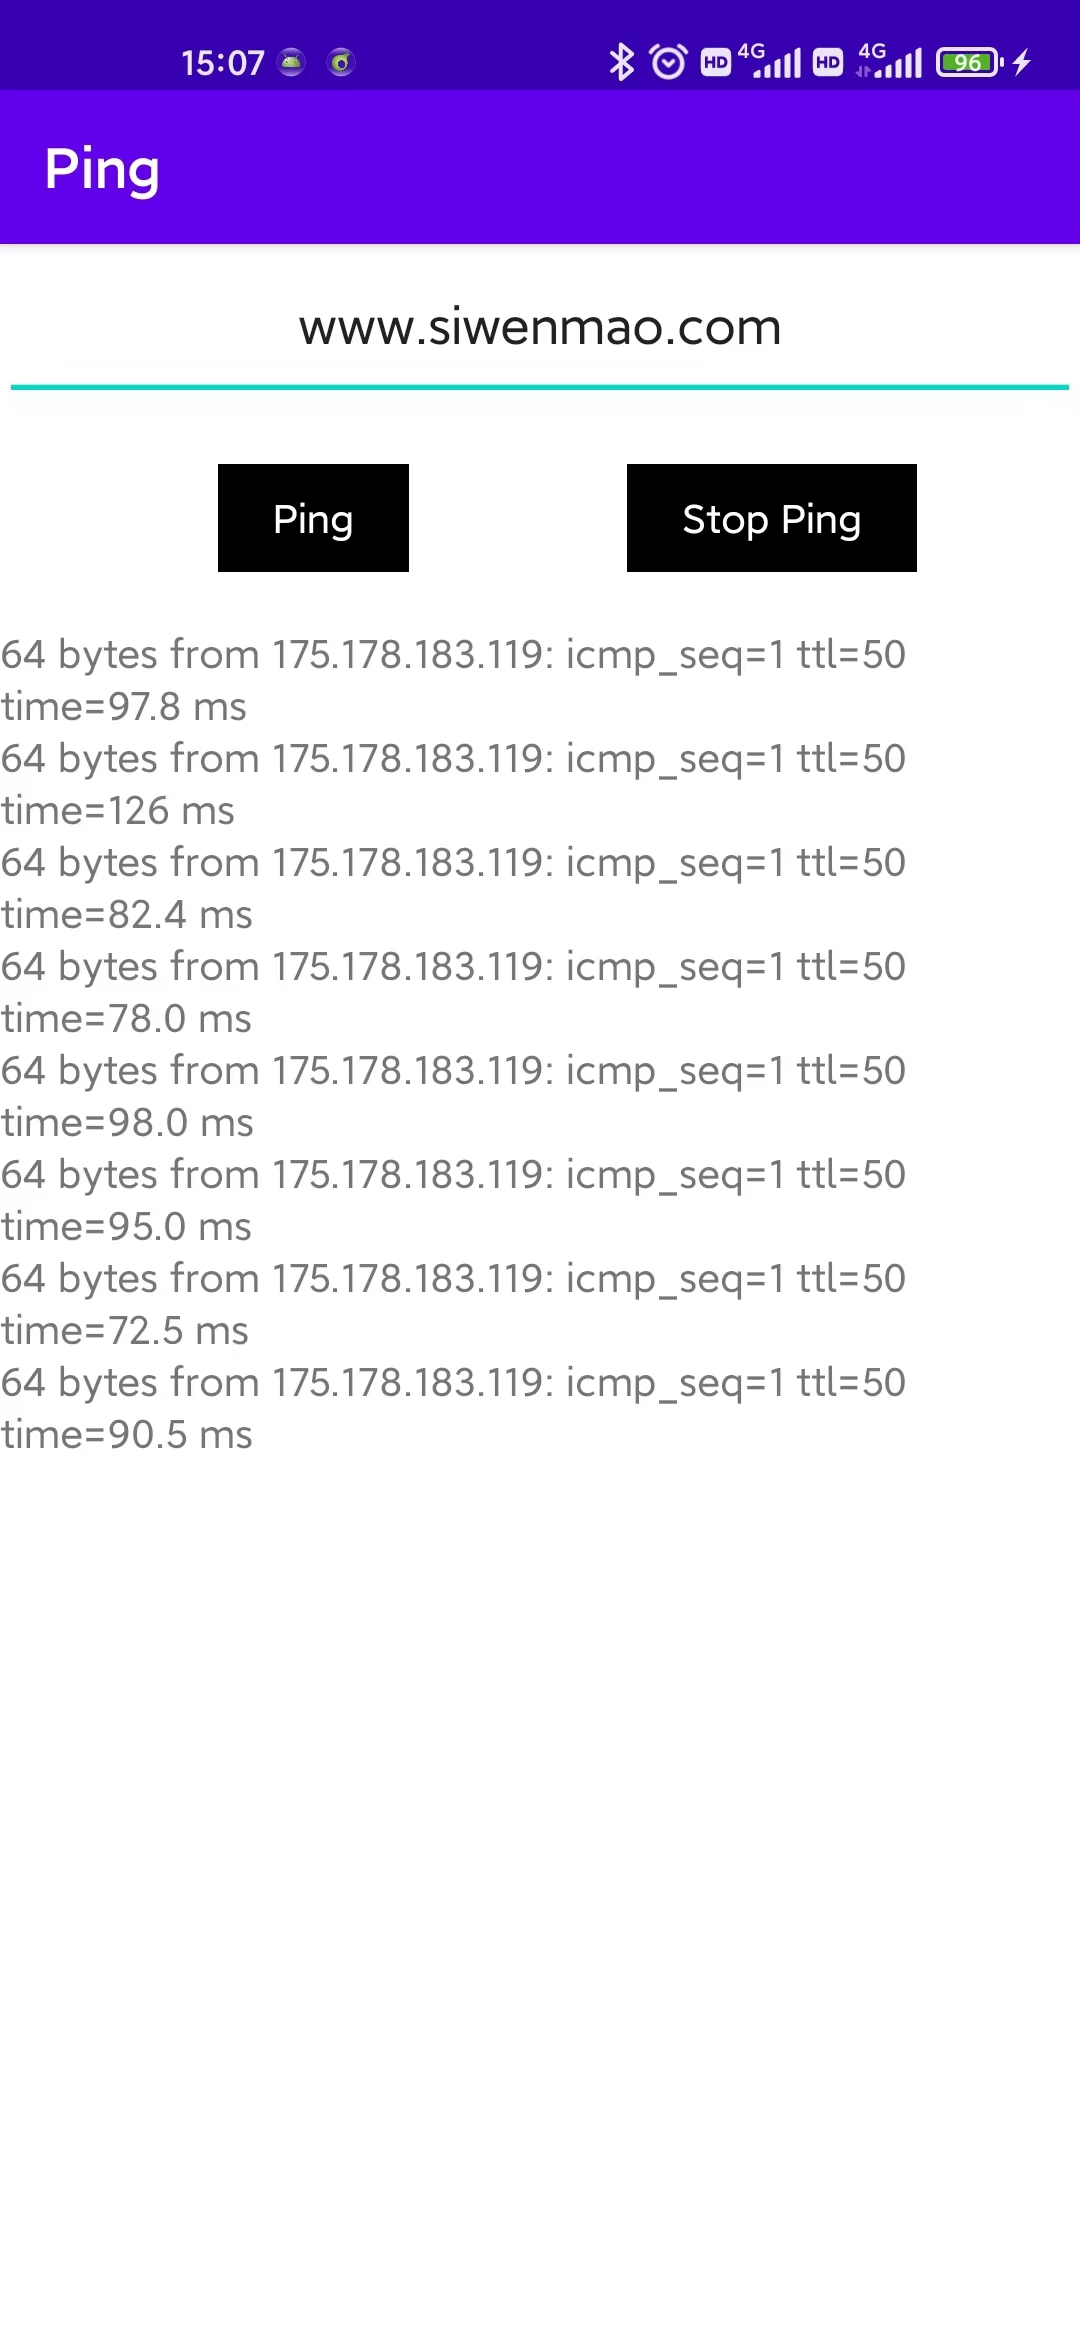 15:07
HD 4G HD 4G 96
Ping
www.siwenmao.com
Ping
Stop Ping
64 bytes from 175.178.183.119: icmp_seq=1 ttl=50
time=97.8 ms
64 bytes from 175.178.183.119: icmp_seq=1 ttl=50
time=126 ms
64 bytes from 175.178.183.119: icmp_seq=1 ttl=50
time=82.4 ms
64 bytes from 175.178.183.119: icmp_seq=1 ttl=50
time=78.0 ms
64 bytes from 175.178.183.119: icmp_seq=1 ttl=50
time=98.0 ms
64 bytes from 175.178.183.119: icmp_seq=1 ttl=50
time=95.0 ms
64 bytes from 175.178.183.119: icmp_seq=1 ttl=50
time=72.5 ms
64 bytes from 175.178.183.119: icmp_seq=1 ttl=50
time=90.5 ms